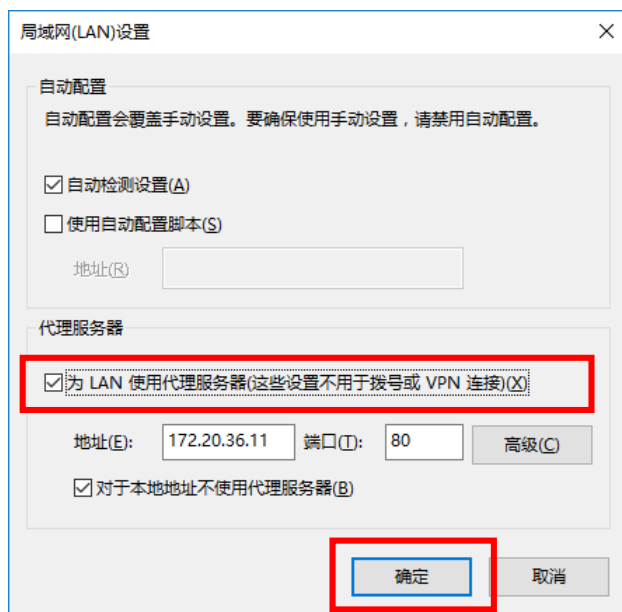 局域网(LAN)设置
自动配置
自动配置会覆盖手动设置。要确保使用手动设置，请禁用自动配置。
自动检测设置(A)
使用自动配置脚本(S)
地址(R)
代理服务器
为 LAN 使用代理服务器(这些设置不用于拨号或 VPN 连接)(X)
地址(E): 172.20.36.11 端口(T): 80 高级(C)
对于本地地址不使用代理服务器(B)
确定 取消